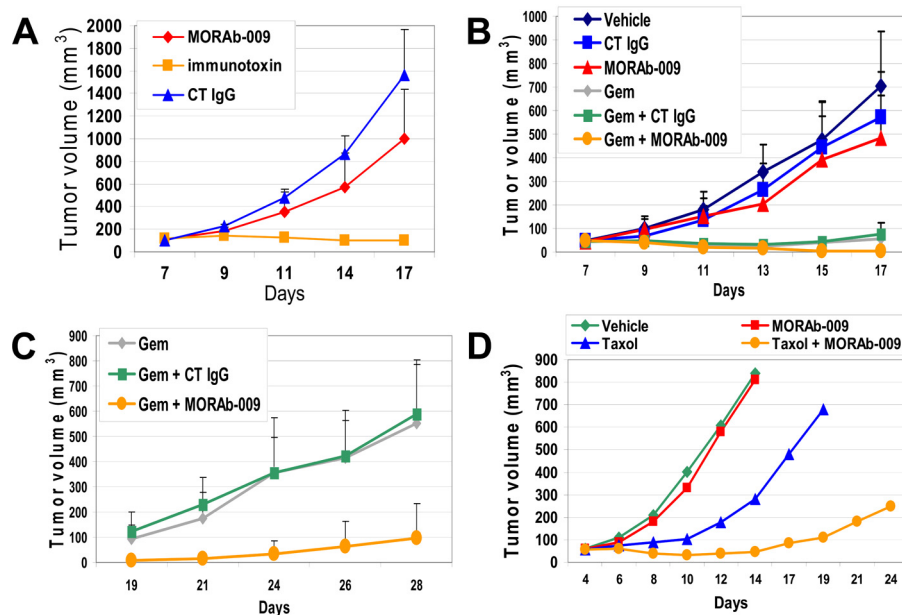 A
MORAb-009
immunotoxin
CT IgG
Tumor volume (mm³)
2000
1800
1600
1400
1200
1000
800
600
400
200
0
7 9 11 14 17
Days
B
Vehicle
CT IgG
MORAb-009
Gem
Gem + CT IgG
Gem + MORAb-009
Tumor volume (mm³)
1000
900
800
700
600
500
400
300
200
100
0
7 9 11 13 15 17
Days
C
Gem
Gem + CT IgG
Gem + MORAb-009
Tumor volume (mm³)
900
800
700
600
500
400
300
200
100
0
19 21 24 26 28
Days
D
Vehicle MORAb-009
Taxol Taxol + MORAb-009
Tumor volume (mm³)
900
800
700
600
500
400
300
200
100
0
4 6 8 10 12 14 17 19 21 24
Days